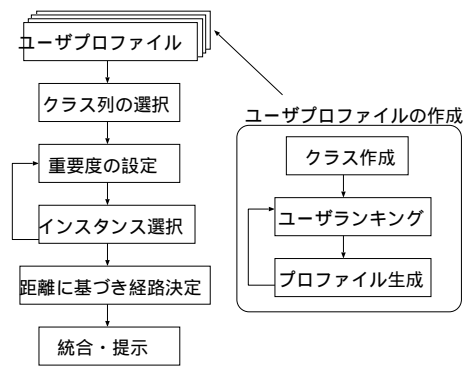 ユーザプロファイル
クラス列の選択
重要度の設定
インスタンス選択
距離に基づき経路決定
統合・提示
ユーザプロファイルの作成
クラス作成
ユーザランキング
プロファイル生成